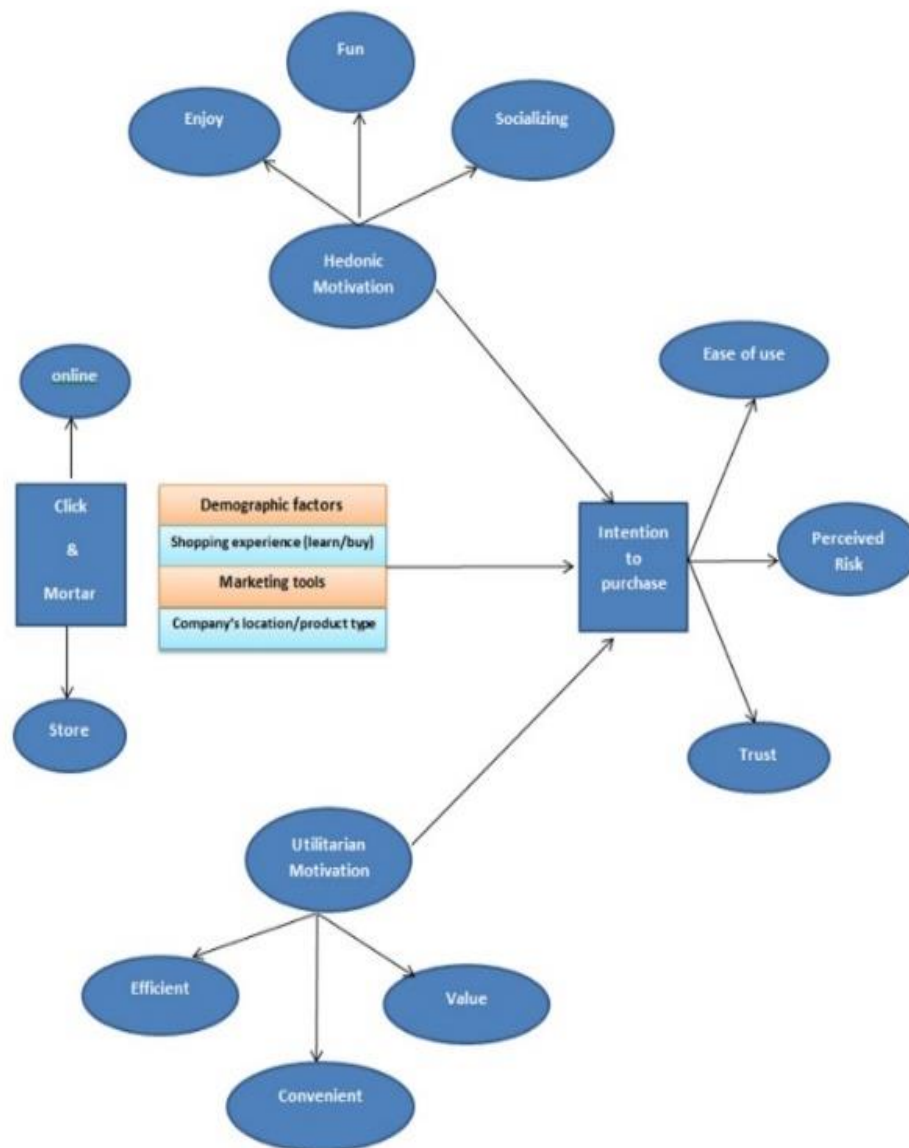 Fun
Enjoy
Socializing
Hedonic
Motivation
Ease of use
online
Click
&
Mortar
Demographic factors
Shopping experience (learn/buy)
Marketing tools
Company's location/product type
Intention
to
purchase
Perceived
Risk
Store
Trust
Utilitarian
Motivation
Efficient
Value
Convenient